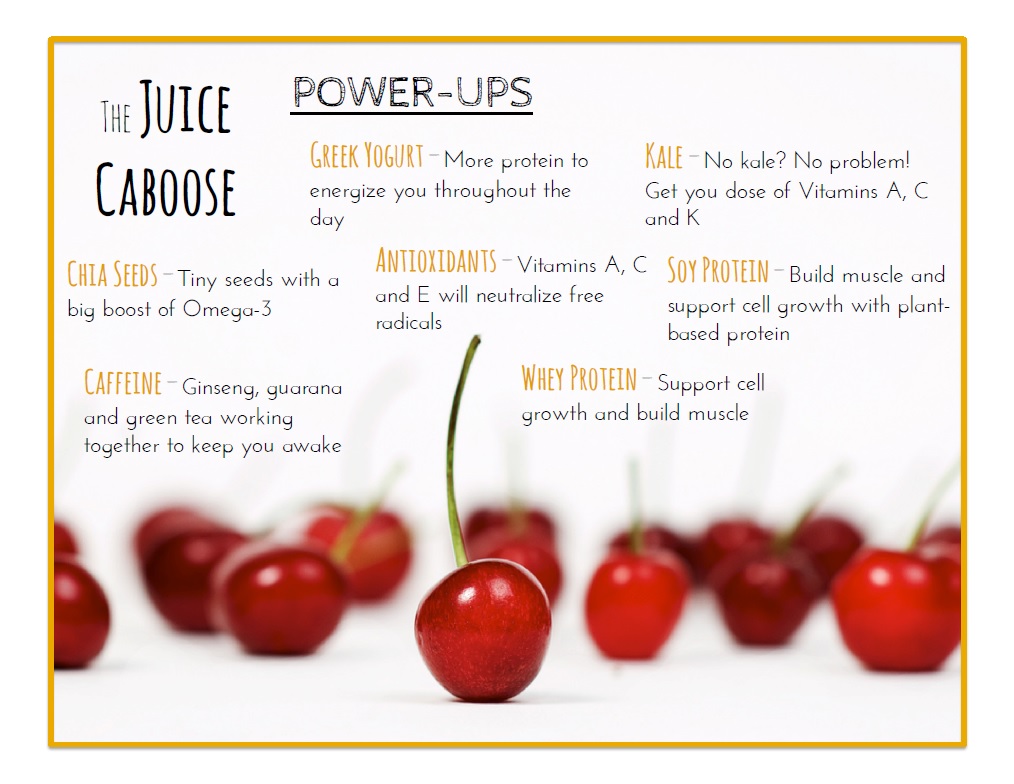 THE JUICE
CABOOSE
POWER-UPS
GREEK YOGURT – More protein to
energize you throughout the
day
KALE – No kale? No problem!
Get you dose of Vitamins A, C
and K
CHIA SEEDS – Tiny seeds with a
big boost of Omega-3
ANTIOXIDANTS – Vitamins A, C
and E will neutralize free
radicals
SOY PROTEIN – Build muscle and
support cell growth with plant-
based protein
CAFFEINE – Ginseng, guarana
and green tea working
together to keep you awake
WHEY PROTEIN – Support cell
growth and build muscle